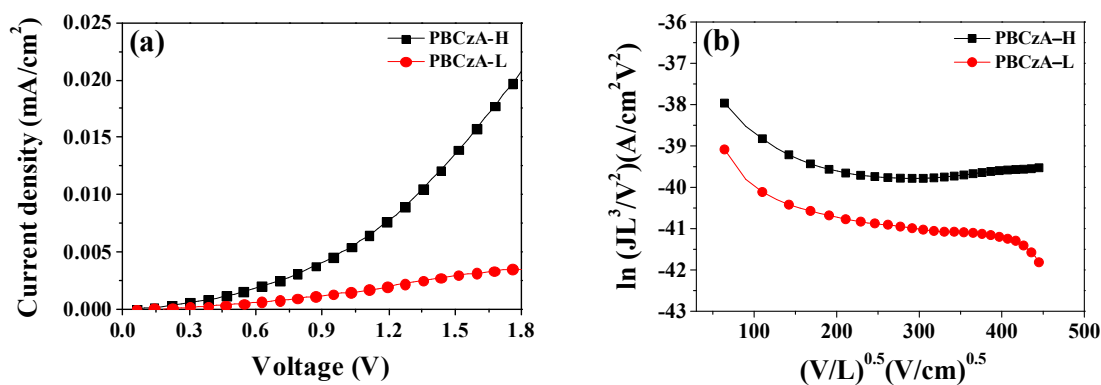 (a)
PBCzA-H
PBCzA-L
Current density (mA/cm²)
0.025
0.020
0.015
0.010
0.005
0.000
0.0 0.3 0.6 0.9 1.2 1.5 1.8
Voltage (V)
(b)
PBCzA–H
PBCzA–L
ln (JL³/V²)(A/cm²V²)
-36
-37
-38
-39
-40
-41
-42
-43
100 200 300 400 500
(V/L)^0.5(V/cm)^0.5